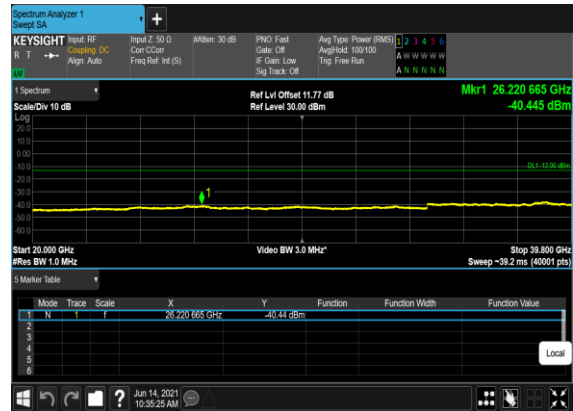 Spectrum Analyzer 1
Swept SA
+
KEYSIGHT Input: RF Input Z: 50 Ω #Atten: 30 dB PNO: Fast Avg Type: Power (RMS) 1 2 3 4 5 6
R T Coupling: DC Corr CCorr Gate: Off Avg|Hold: 100/100 A W W W W W
Align: Auto Freq Ref: Int (S) IF Gain: Low Trig: Free Run
Sig Track: Off A N N N N N
1 Spectrum Ref Lvl Offset 11.77 dB Mkr1 26.220 665 GHz
Scale/Div 10 dB Ref Level 30.00 dBm -40.445 dBm
Log
20.0
10.0
0.00
-10.0 DL1 -13.00 dBm
-20.0
-30.0
1
-40.0
-50.0
-60.0
Start 20.000 GHz Video BW 3.0 MHz* Stop 39.800 GHz
#Res BW 1.0 MHz Sweep ~39.2 ms (40001 pts)
5 Marker Table
Mode Trace Scale X Y Function Function Width Function Value
1 N 1 f 26.220 665 GHz -40.44 dBm
2
3
4
5
6
Local
? Jun 14, 2021
10:35:25 AM